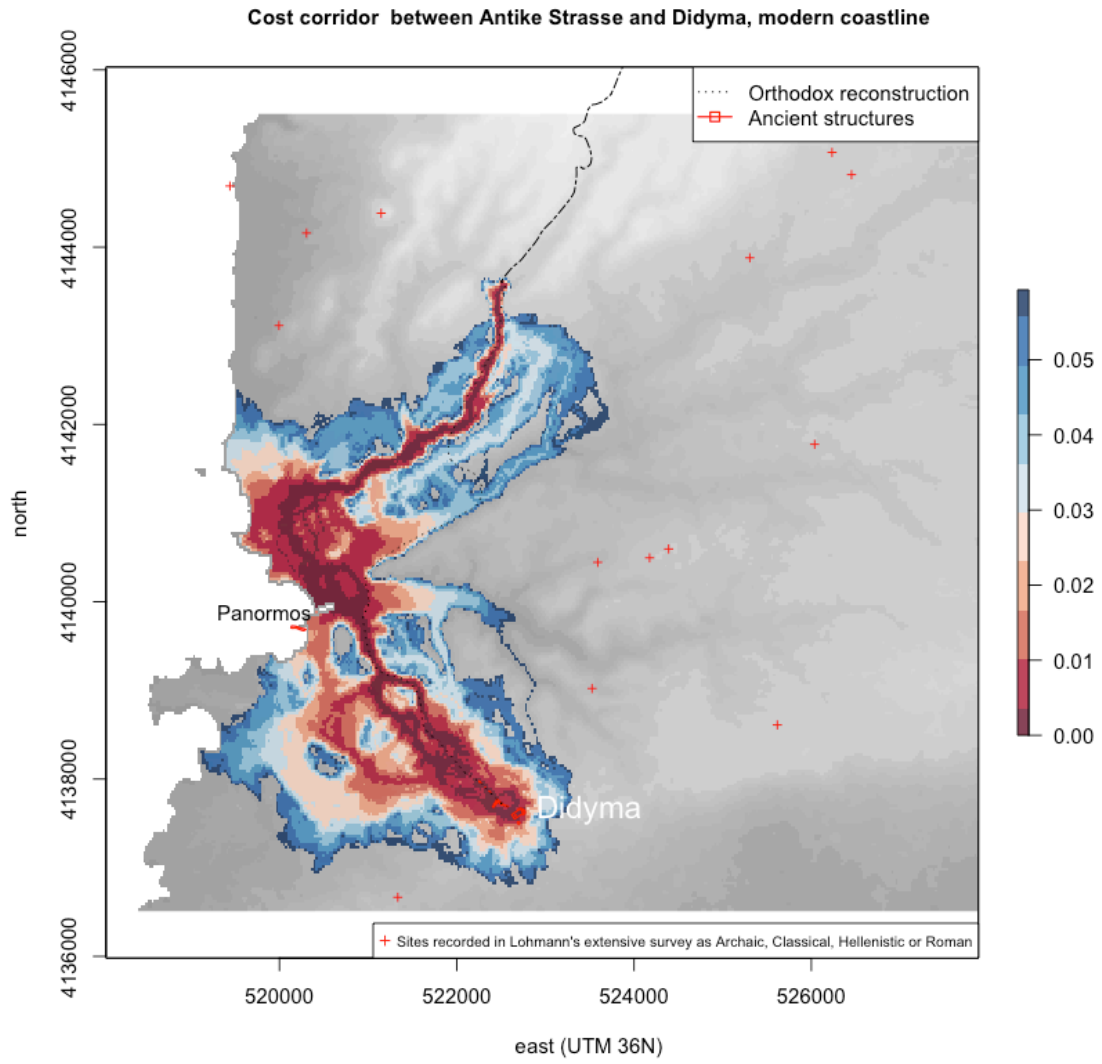 Cost corridor  between Antike Strasse and Didyma, modern coastline
4146000
4144000
4142000
4140000
4138000
4136000
north
Orthodox reconstruction
Ancient structures
Panormos
Didyma
Sites recorded in Lohmann's extensive survey as Archaic, Classical, Hellenistic or Roman
0.05
0.04
0.03
0.02
0.01
0.00
520000 522000 524000 526000
east (UTM 36N)